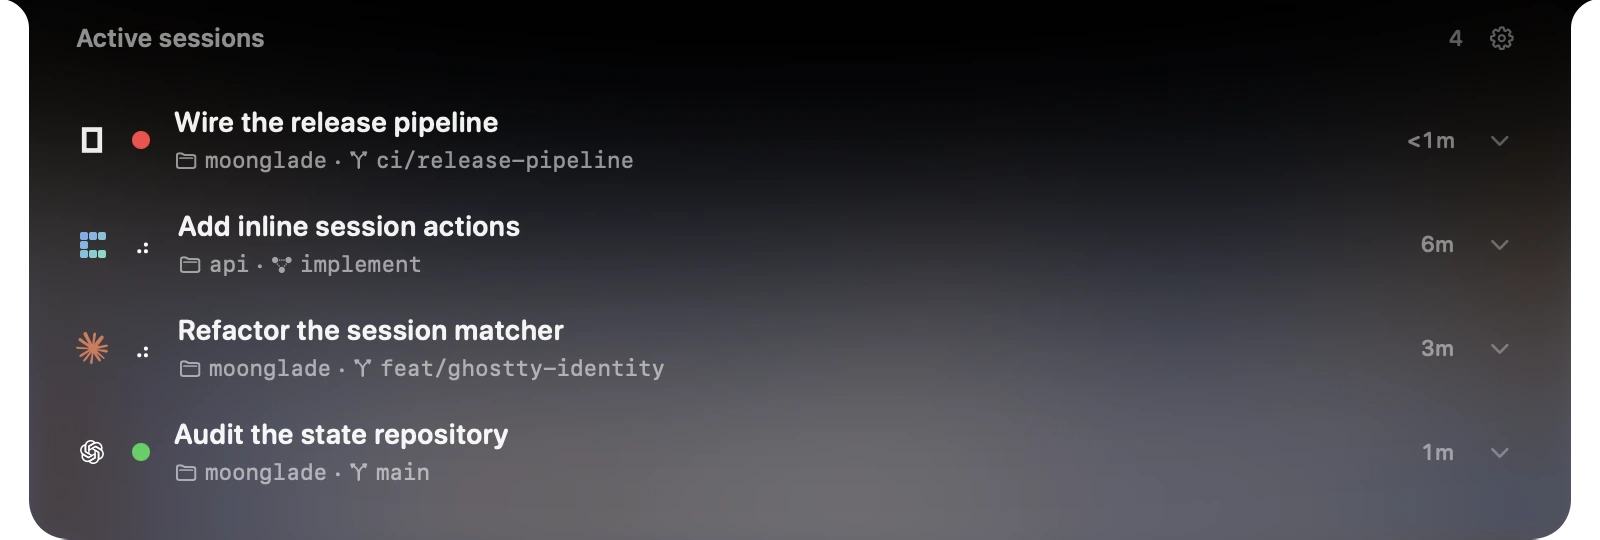 Active sessions 4
Wire the release pipeline
moonglade · ci/release-pipeline <1m
Add inline session actions
api · implement 6m
Refactor the session matcher
moonglade · feat/ghostty-identity 3m
Audit the state repository
moonglade · main 1m